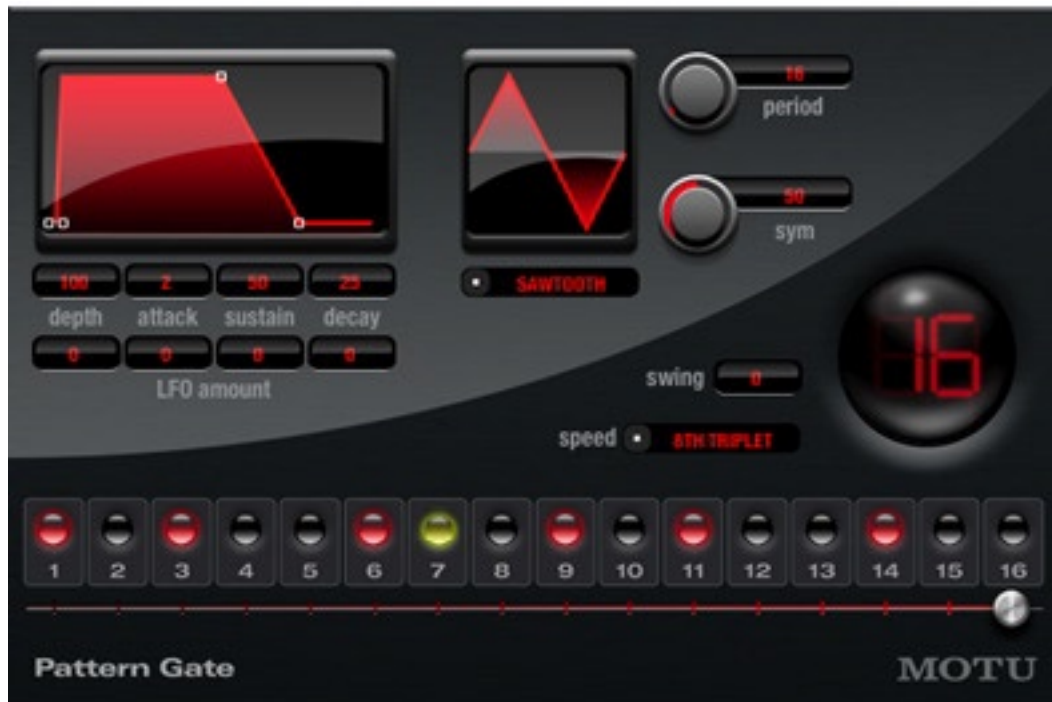 16
period
50
sym
SAWTOOTH
100 2 50 25
depth attack sustain decay
0 0 0 0
LFO amount
swing 0
16
speed 8TH TRIPLET
1 2 3 4 5 6 7 8 9 10 11 12 13 14 15 16
Pattern Gate MOTU